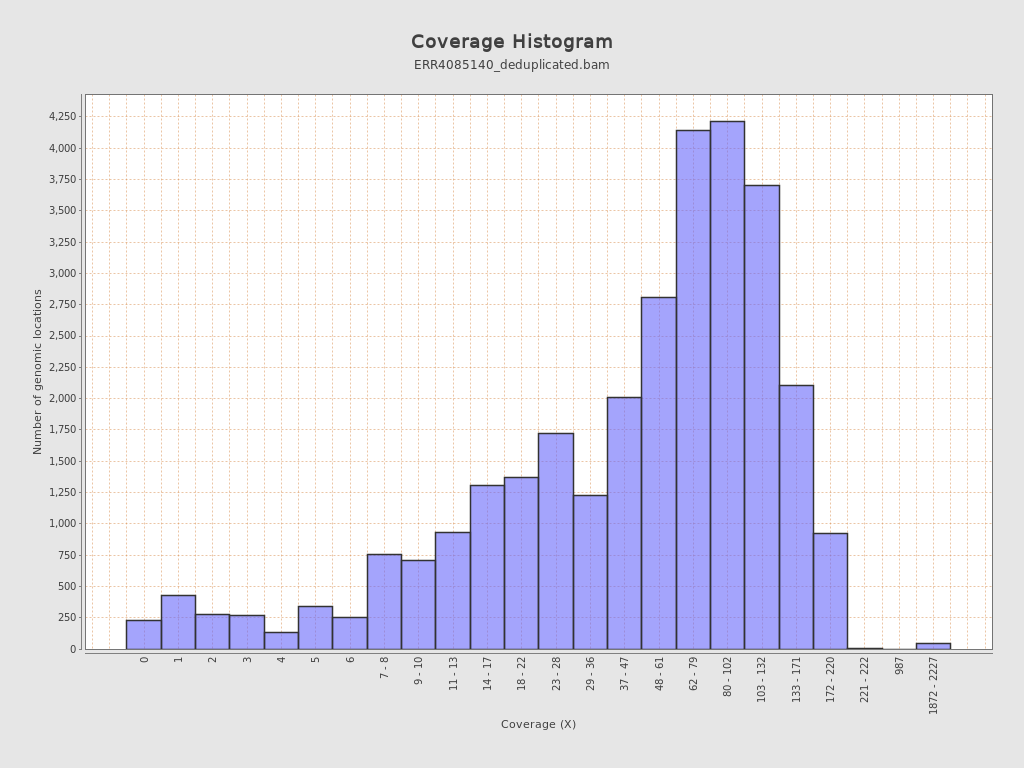 Coverage Histogram
ERR4085140_deduplicated.bam
Number of genomic locations
4,250
4,000
3,750
3,500
3,250
3,000
2,750
2,500
2,250
2,000
1,750
1,500
1,250
1,000
750
500
250
0
0
1
2
3
4
5
6
7 - 8
9 - 10
11 - 13
14 - 17
18 - 22
23 - 28
29 - 36
37 - 47
48 - 61
62 - 79
80 - 102
103 - 132
133 - 171
172 - 220
221 - 222
987
1872 - 2227
Coverage (X)